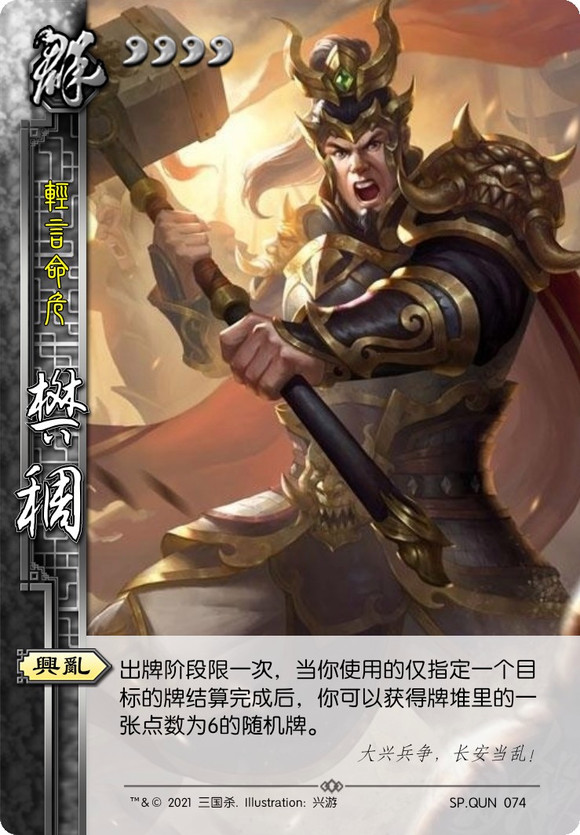 群
輕言命危
樊稠
興亂
出牌阶段限一次，当你使用的仅指定一个目
标的牌结算完成后，你可以获得牌堆里的一
张点数为6的随机牌。
大兴兵争，长安当乱！
™&© 2021 三国杀. Illustration: 兴游
SP.QUN 074